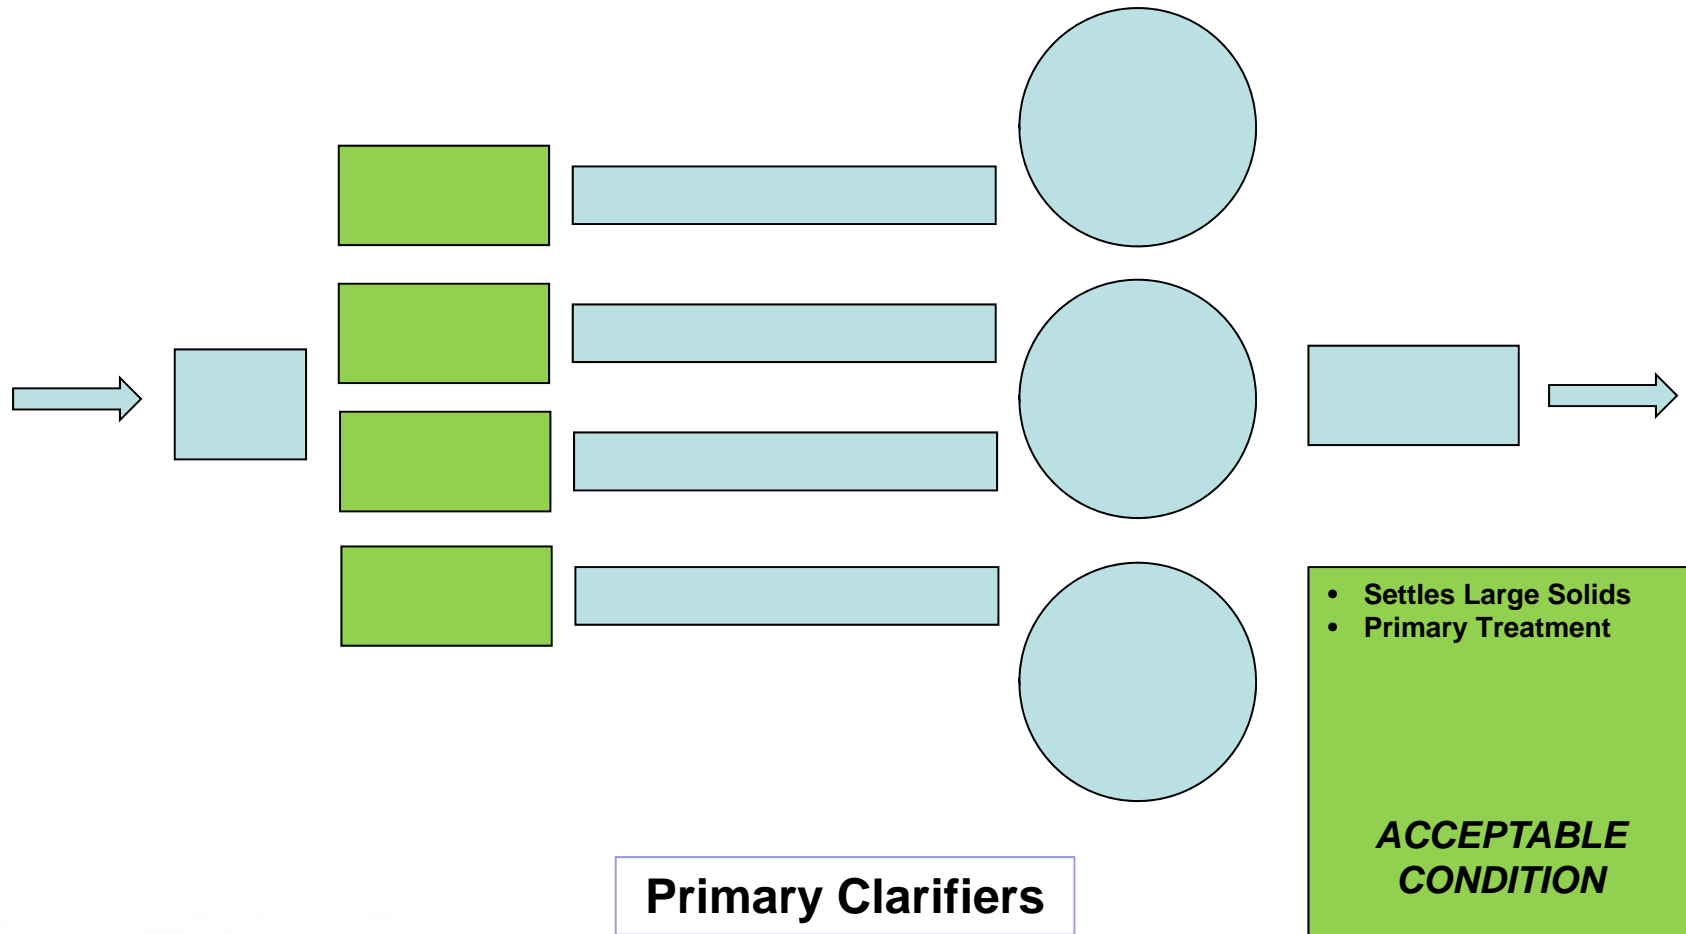 • Settles Large Solids
• Primary Treatment
ACCEPTABLE
CONDITION
Primary Clarifiers